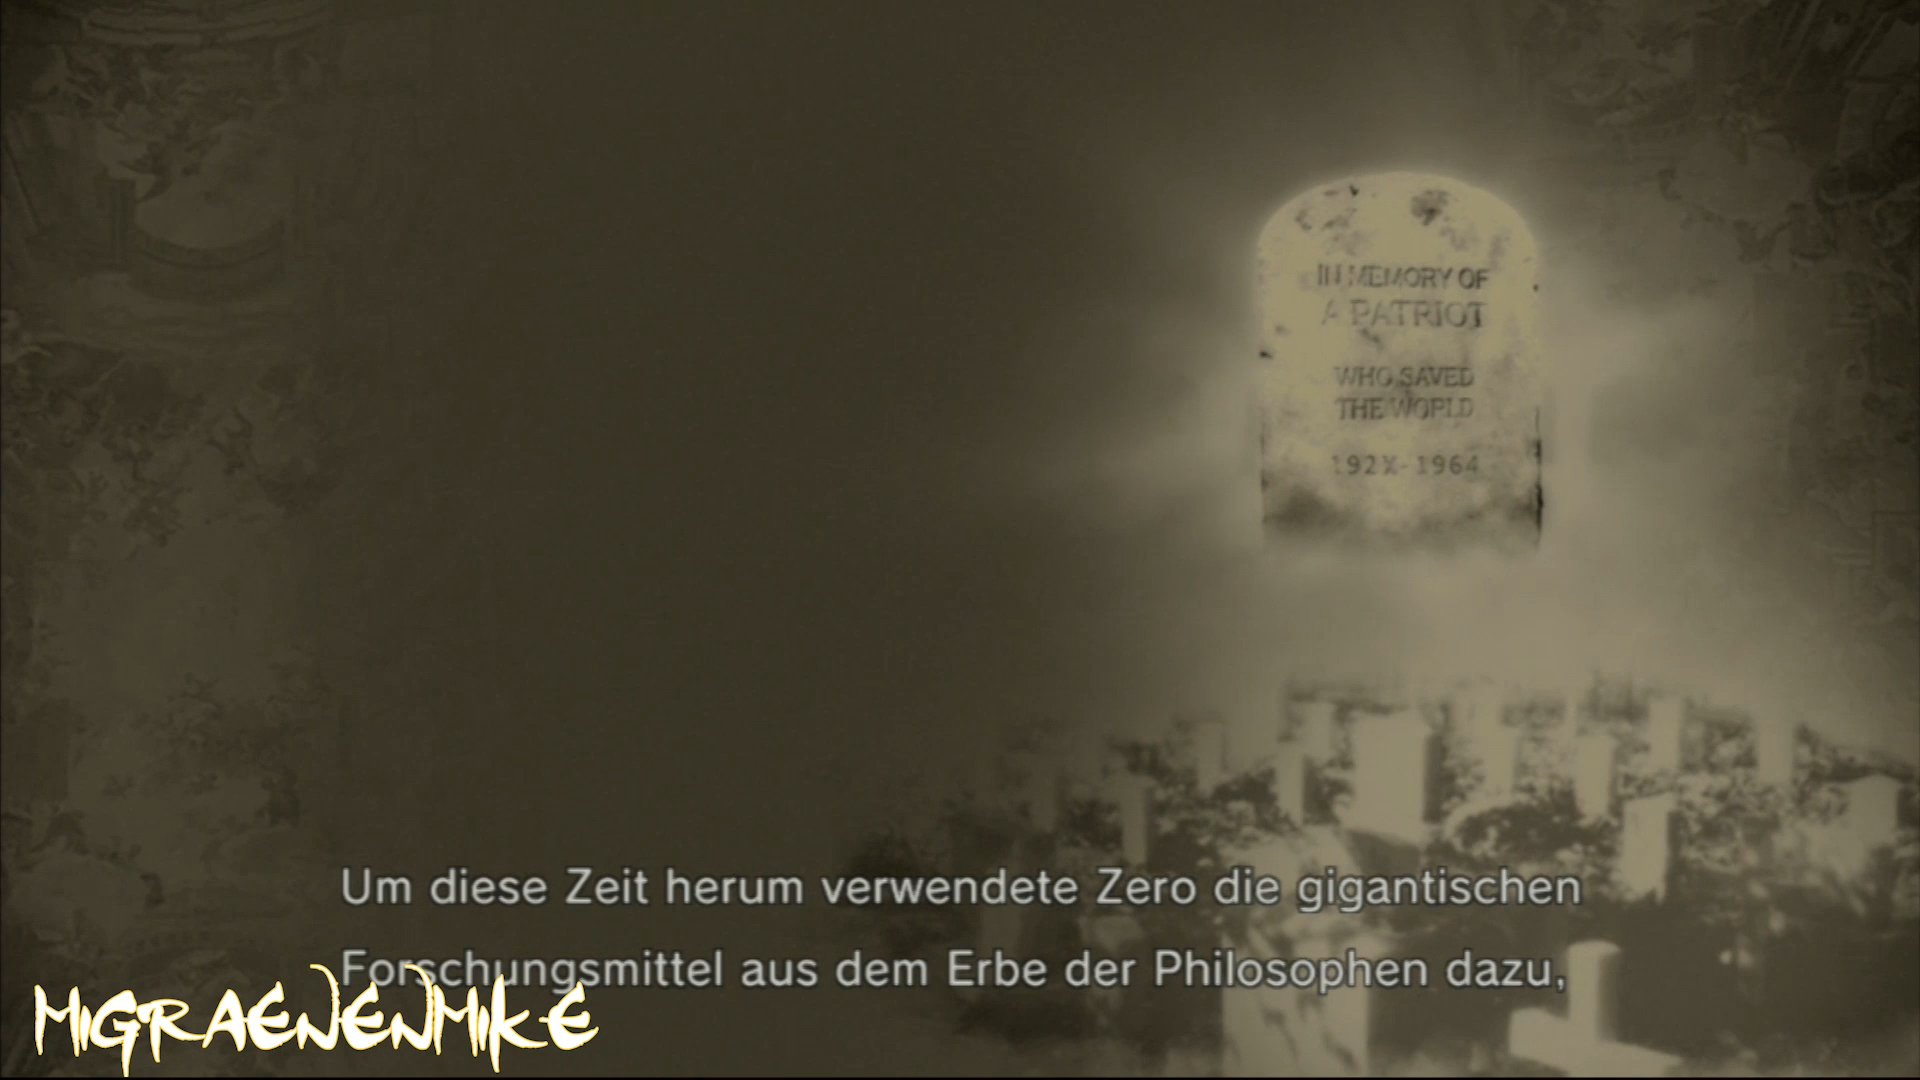 IN MEMORY OF
A PATRIOT
WHO SAVED
THE WORLD
192X-1964
Um diese Zeit herum verwendete Zero die gigantischen
Forschungsmittel aus dem Erbe der Philosophen dazu,
MIGRAENENMIKE